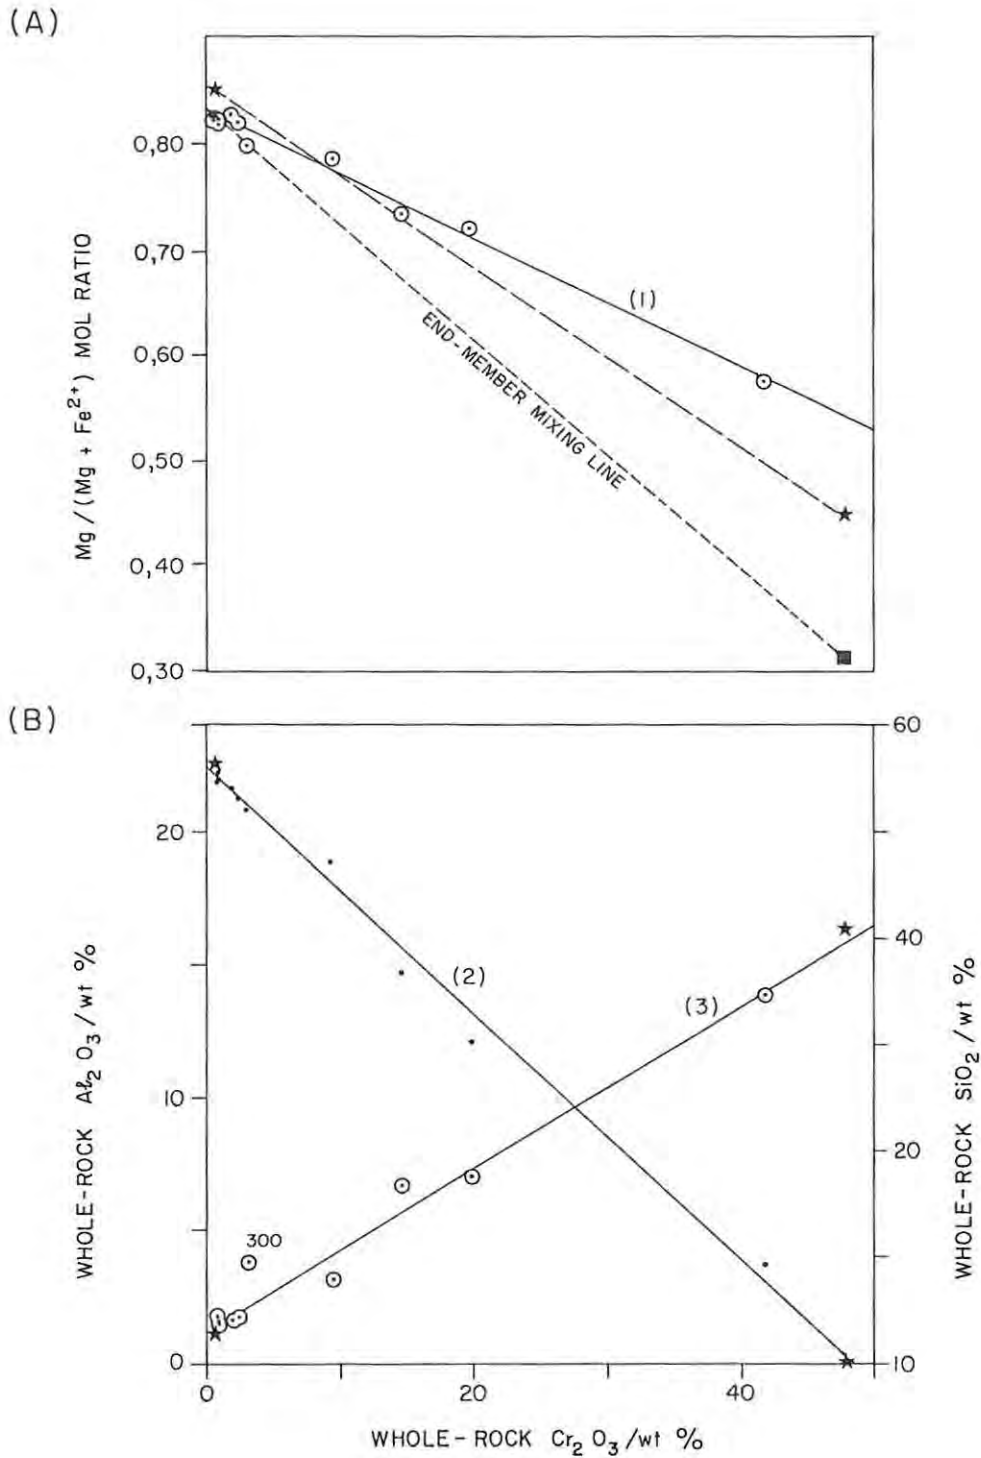 (A)
0,80
0,70
0,60
0,50
0,40
0,30
Mg/(Mg + Fe²⁺) MOL RATIO
(1)
END-MEMBER MIXING LINE
(B)
20
10
0
WHOLE-ROCK Aℓ₂O₃/wt %
60
40
20
10
WHOLE-ROCK SiO₂/wt %
(2)
(3)
300
0
20
40
WHOLE-ROCK Cr₂O₃/wt %